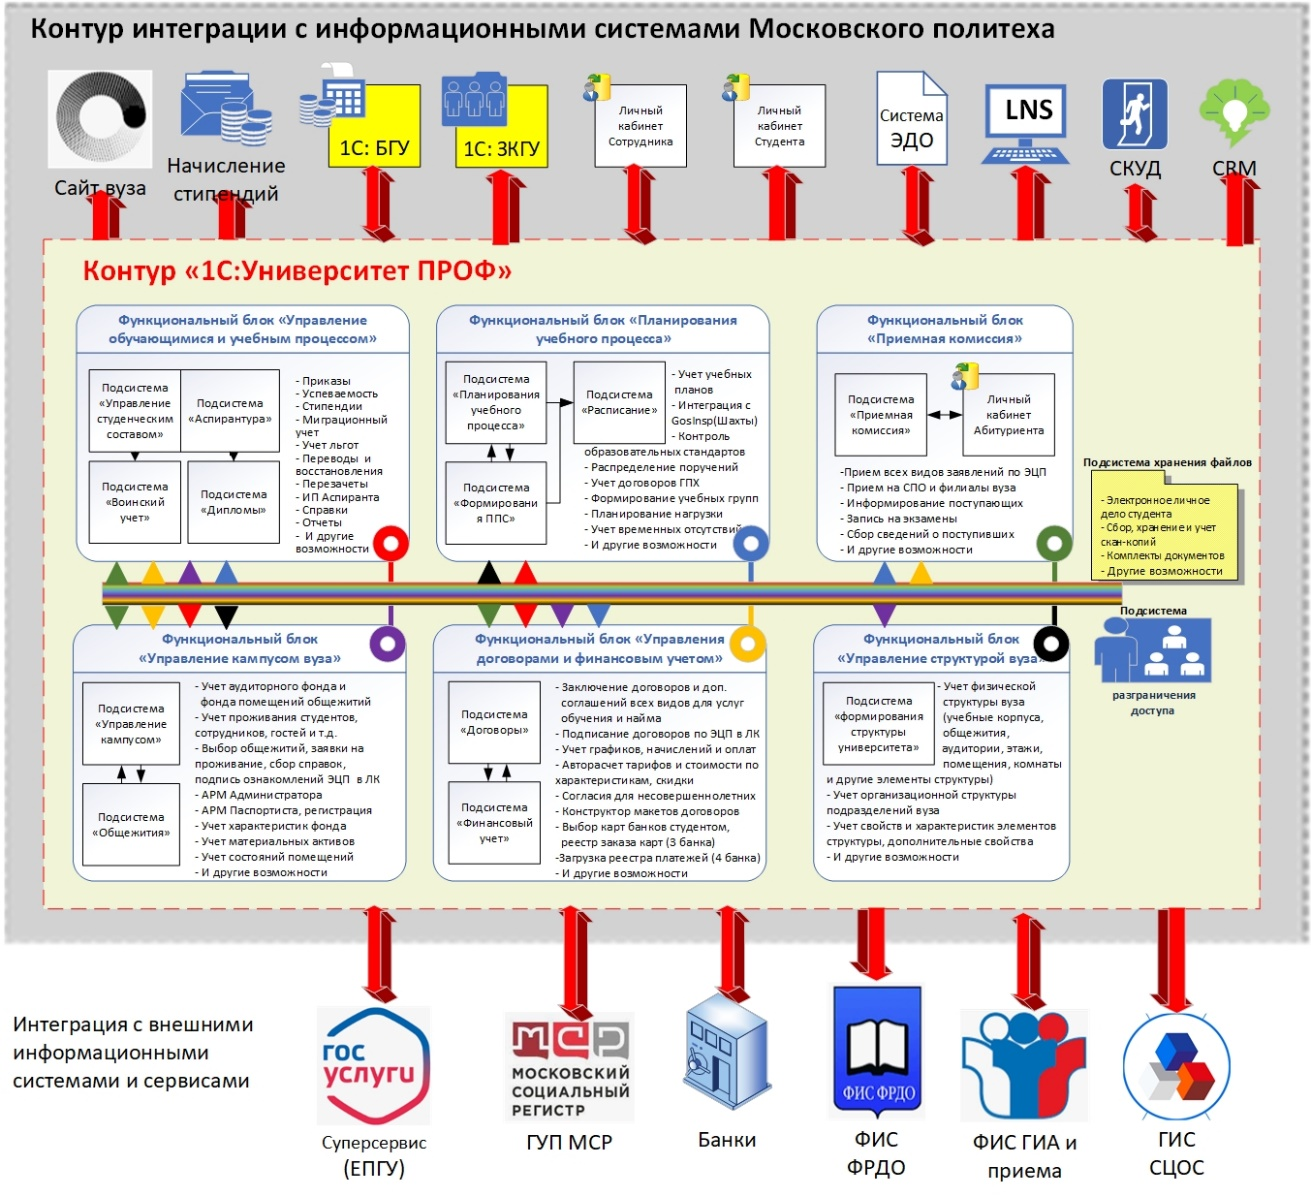 Контур интеграции с информационными системами Московского политеха
Сайт вуза
Начисление
стипендий
1С: БГУ
1С: ЗКГУ
Личный
кабинет
Сотрудника
Личный
кабинет
Студента
Система
ЭДО
LNS
СКУД
CRM
Контур «1С:Университет ПРОФ»
Функциональный блок «Управление
обучающимися и учебным процессом»
Подсистема
«Управление
студенческим
составом»
Подсистема
«Аспирантура»
Подсистема
«Воинский
учет»
Подсистема
«Дипломы»
- Приказы
- Успеваемость
- Стипендии
- Миграционный
учет
- Учет льгот
- Переводы и
восстановления
- Перезачеты
- ИП Аспиранта
- Справки
- Отчеты
- И другие
возможности
Функциональный блок «Планирования
учебного процесса»
Подсистема
«Планирования
учебного
процесса»
Подсистема
«Расписание»
Подсистема
«Формировани
я ППС»
- Учет учебных
планов
- Интеграция с
GosInsp(Шахты)
- Контроль
образовательных стандартов
- Распределение поручений
- Учет договоров ГПХ
- Формирование учебных групп
- Планирование нагрузки
- Учет временных отсутствий
- И другие возможности
Функциональный блок
«Приемная комиссия»
Подсистема
«Приемная
комиссия»
Личный
кабинет
Абитуриента
-Прием всех видов заявлений по ЭЦП
- Прием на СПО и филиалы вуза
- Информирование поступающих
- Запись на экзамены
- Сбор сведений о поступивших
- И другие возможности
Подсистема хранения файлов
- Электронное личное
дело студента
- Сбор, хранение и учет
скан-копий
- Комплекты документов
- Другие возможности
Подсистема
разграничения
доступа
Функциональный блок
«Управление кампусом вуза»
Подсистема
«Управление
кампусом»
Подсистема
«Общежития»
- Учет аудиторного фонда и
фонда помещений общежитий
- Учет проживания студентов,
сотрудников, гостей и т.д.
- Выбор общежитий, заявки на
проживание, сбор справок,
подпись ознакомлений ЭЦП в ЛК
- АРМ Администратора
- АРМ Паспортиста, регистрация
- Учет характеристик фонда
- Учет материальных активов
- Учет состояний помещений
- И другие возможности
Функциональный блок «Управления
договорами и финансовым учетом»
Подсистема
«Договоры»
Подсистема
«Финансовый
учет»
- Заключение договоров и доп.
соглашений всех видов для услуг
обучения и найма
- Подписание договоров по ЭЦП в ЛК
- Учет графиков, начислений и оплат
- Авторасчет тарифов и стоимости по
характеристикам, скидки
- Согласия для несовершеннолетних
- Конструктор макетов договоров
- Выбор карт банков студентом,
реестр заказа карт (3 банка)
-Загрузка реестра платежей (4 банка)
- И другие возможности
Функциональный блок
«Управление структурой вуза»
Подсистема
«формирования
структуры
университета»
- Учет физической
структуры вуза
(учебные корпуса,
общежития,
аудитории, этажи,
помещения, комнаты
и другие элементы структуры)
- Учет организационной структуры
подразделений вуза
- Учет свойств и характеристик элементов
структуры, дополнительные свойства
- И другие возможности
Интеграция с внешними
информационными
системами и сервисами
гос
услуги
Суперсервис
(ЕПГУ)
МСР
МОСКОВСКИЙ
СОЦИАЛЬНЫЙ
РЕГИСТР
ГУП МСР
Банки
ФИС ФРДО
ФИС
ФРДО
ФИС ГИА и
приема
ГИС
СЦОС